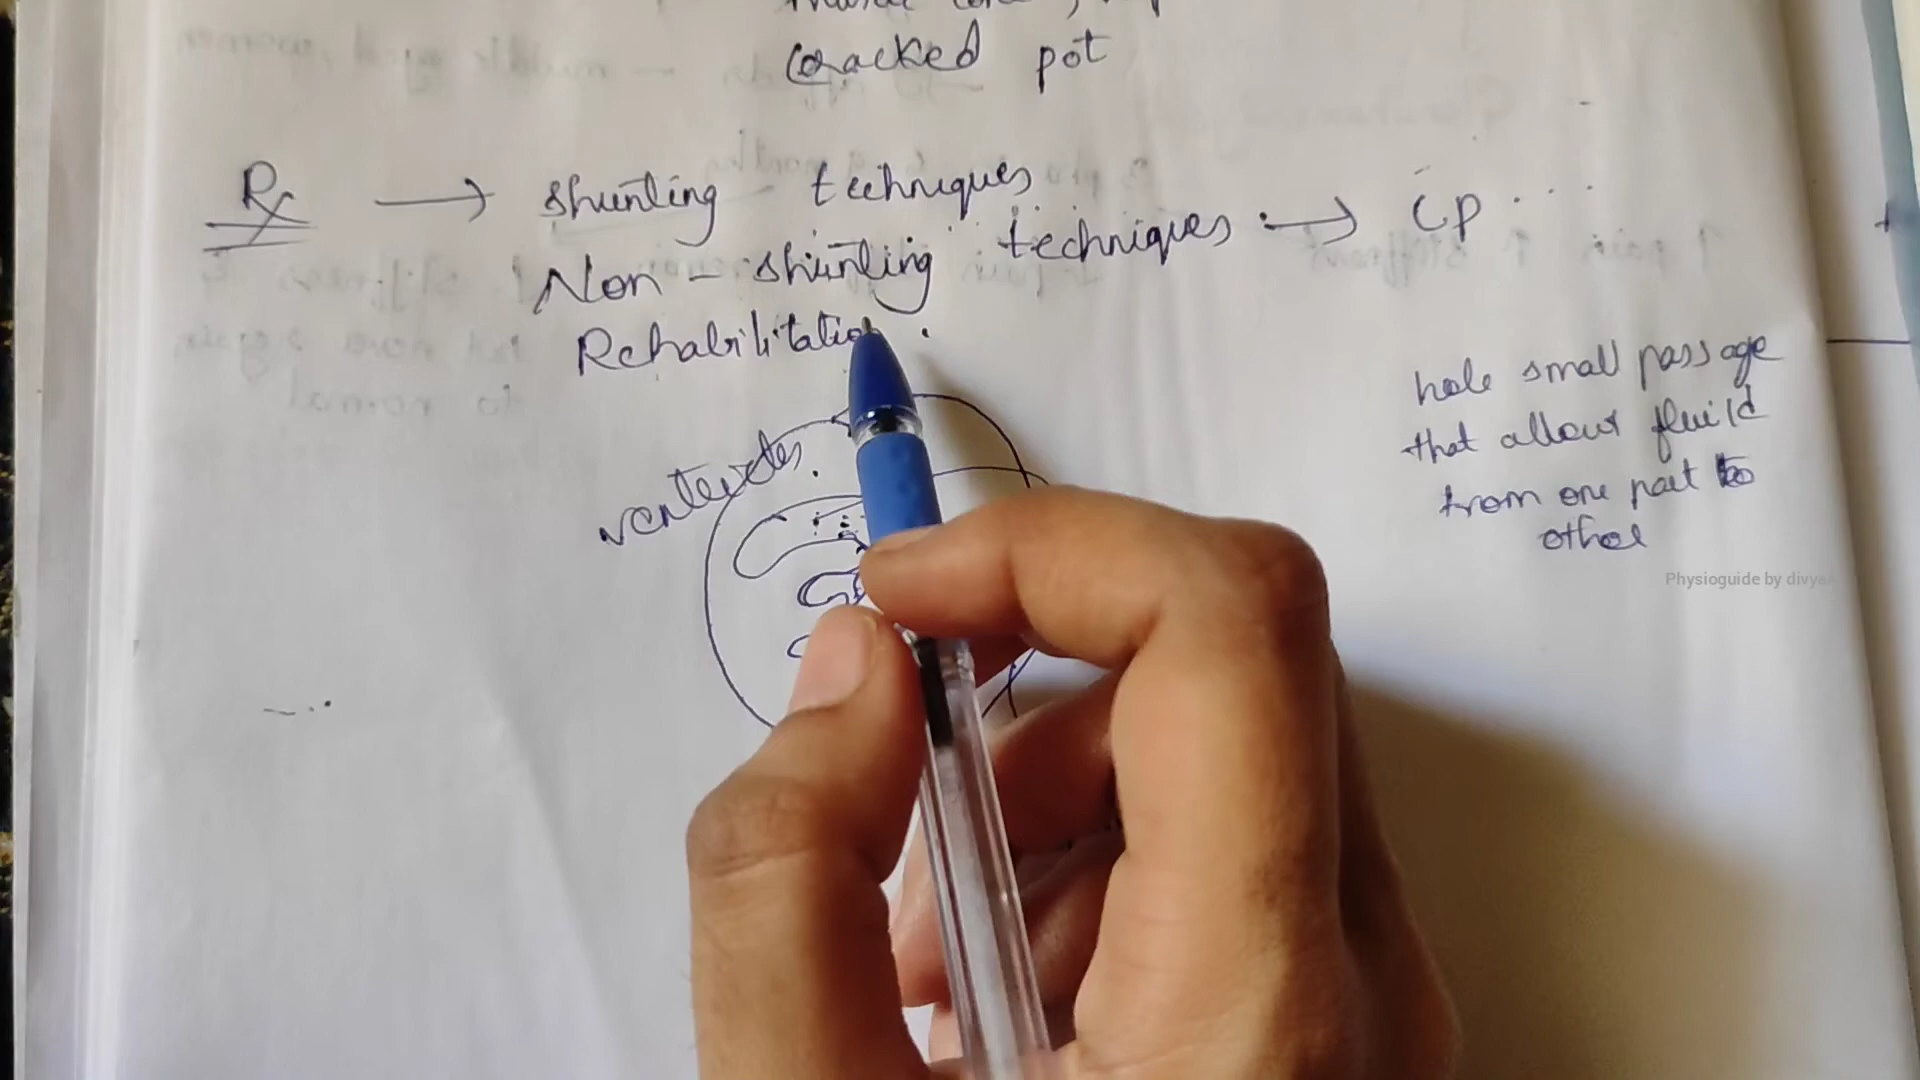 cracked pot
Rx → shunting techniques
Non-shunting techniques → CP
Rehabilitation
hole small passage
that allow fluid
from one part to
other
ventricles
Physioguide by divya